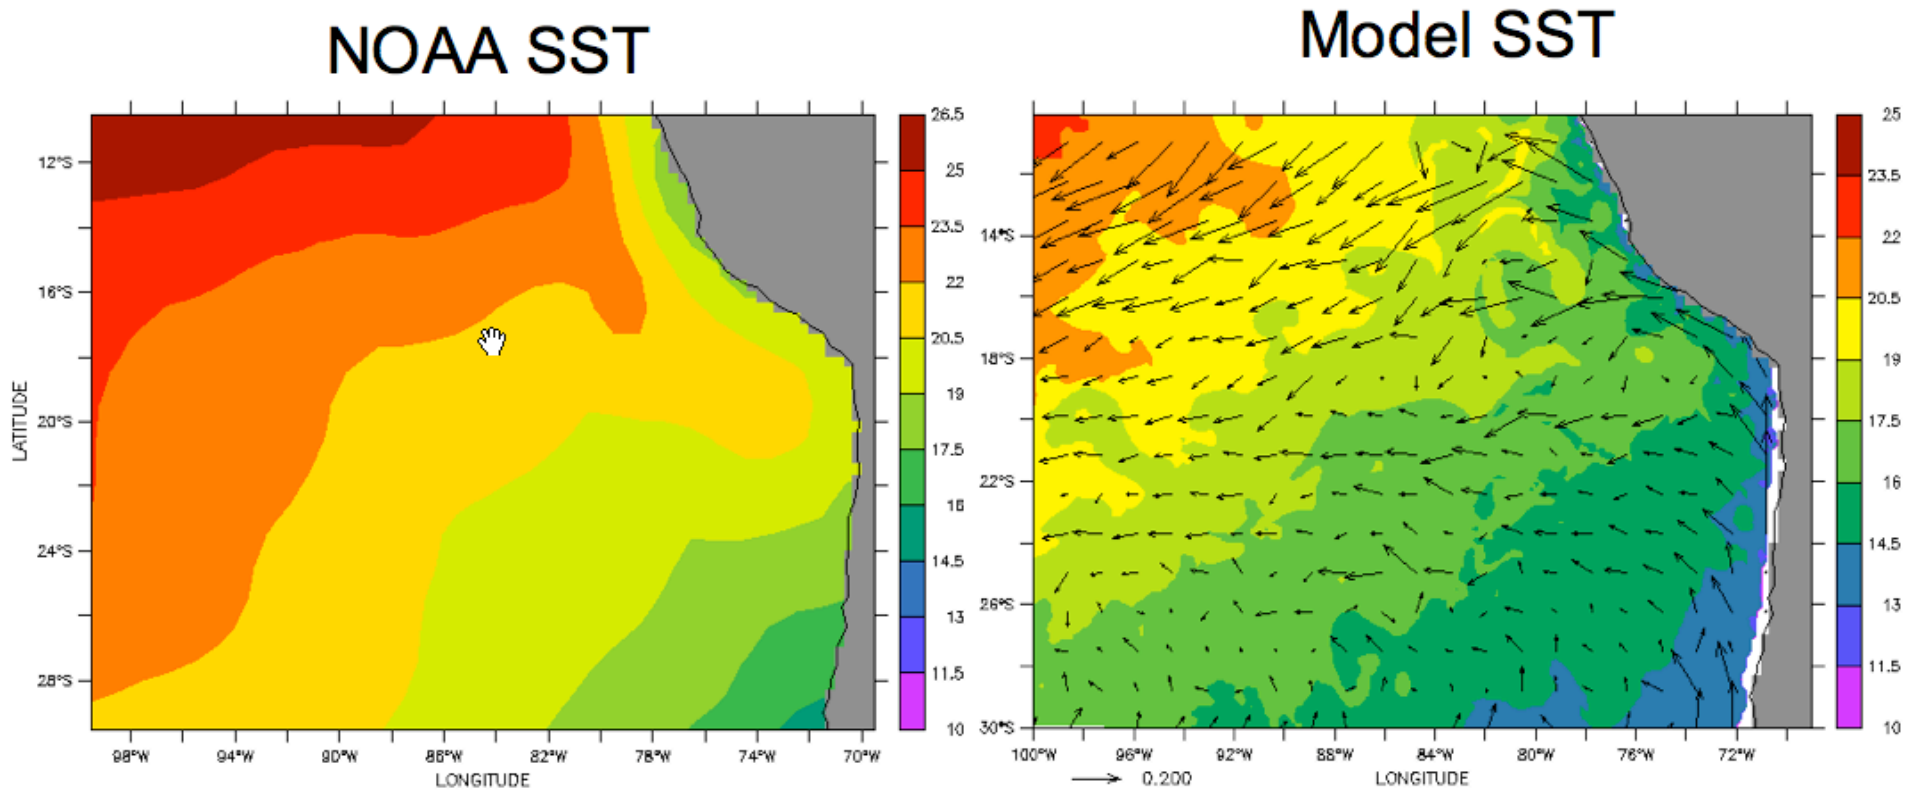 NOAA SST
LATITUDE
12°S
16°S
20°S
24°S
28°S
98°W 94°W 90°W 86°W 82°W 78°W 74°W 70°W
LONGITUDE
26.5
25
23.5
22
20.5
19
17.5
16
14.5
13
11.5
10
Model SST
14°S
18°S
22°S
26°S
30°S
100°W 96°W 92°W 88°W 84°W 80°W 76°W 72°W
0.200
LONGITUDE
25
23.5
22
20.5
19
17.5
16
14.5
13
11.5
10